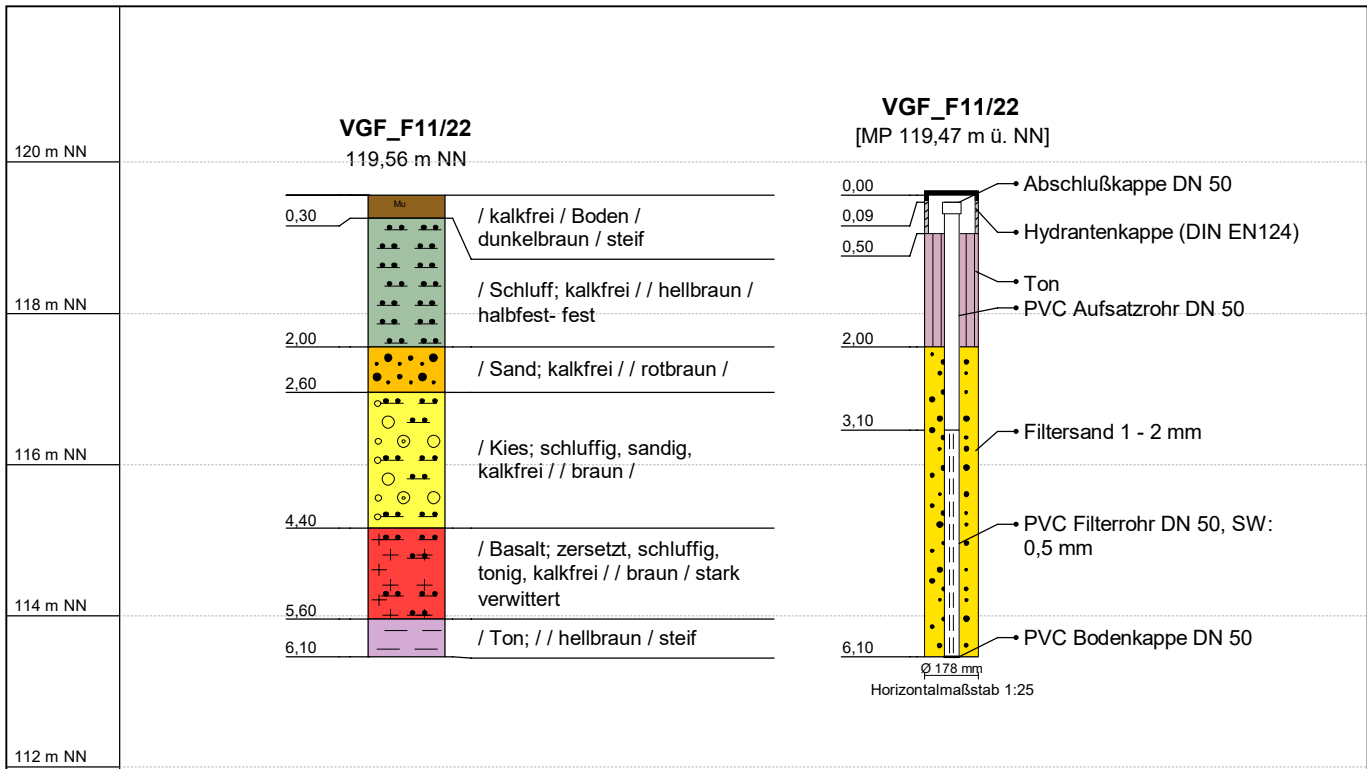 120 m NN
118 m NN
116 m NN
114 m NN
112 m NN
VGF_F11/22
119,56 m NN
0,30
2,00
2,60
4,40
5,60
6,10
Mu
/ kalkfrei / Boden /
dunkelbraun / steif
/ Schluff; kalkfrei / / hellbraun /
halbfest- fest
/ Sand; kalkfrei / / rotbraun /
/ Kies; schluffig, sandig,
kalkfrei / / braun /
/ Basalt; zersetzt, schluffig,
tonig, kalkfrei / / braun / stark
verwittert
/ Ton; / / hellbraun / steif
VGF_F11/22
[MP 119,47 m ü. NN]
0,00
0,09
0,50
2,00
3,10
6,10
Abschlußkappe DN 50
Hydrantenkappe (DIN EN124)
Ton
PVC Aufsatzrohr DN 50
Filtersand 1 - 2 mm
PVC Filterrohr DN 50, SW:
0,5 mm
PVC Bodenkappe DN 50
Ø 178 mm
Horizontalmaßstab 1:25